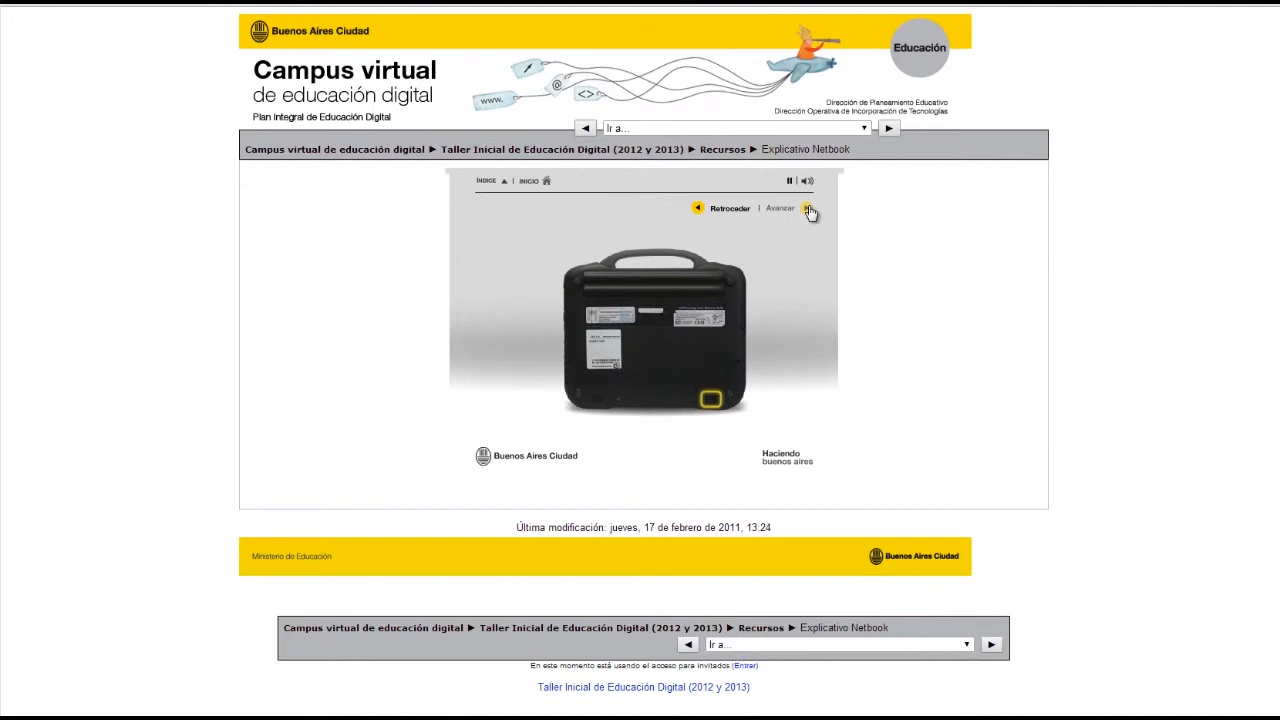 Buenos Aires Ciudad
Educación
Campus virtual
de educación digital
Plan Integral de Educación Digital
www.
@
<>
Dirección de Planeamiento Educativo
Dirección Operativa de Incorporación de Tecnologías
◄ Ir a... ▼ ►
Campus virtual de educación digital ► Taller Inicial de Educación Digital (2012 y 2013) ► Recursos ► Explicativo Netbook
ÍNDICE ▲ | INICIO
Retroceder | Avanzar
Buenos Aires Ciudad
Haciendo
buenos aires
Última modificación: jueves, 17 de febrero de 2011, 13:24
Ministerio de Educación
Buenos Aires Ciudad
Campus virtual de educación digital ► Taller Inicial de Educación Digital (2012 y 2013) ► Recursos ► Explicativo Netbook
◄ Ir a... ▼ ►
En este momento está usando el acceso para invitados (Entrar)
Taller Inicial de Educación Digital (2012 y 2013)